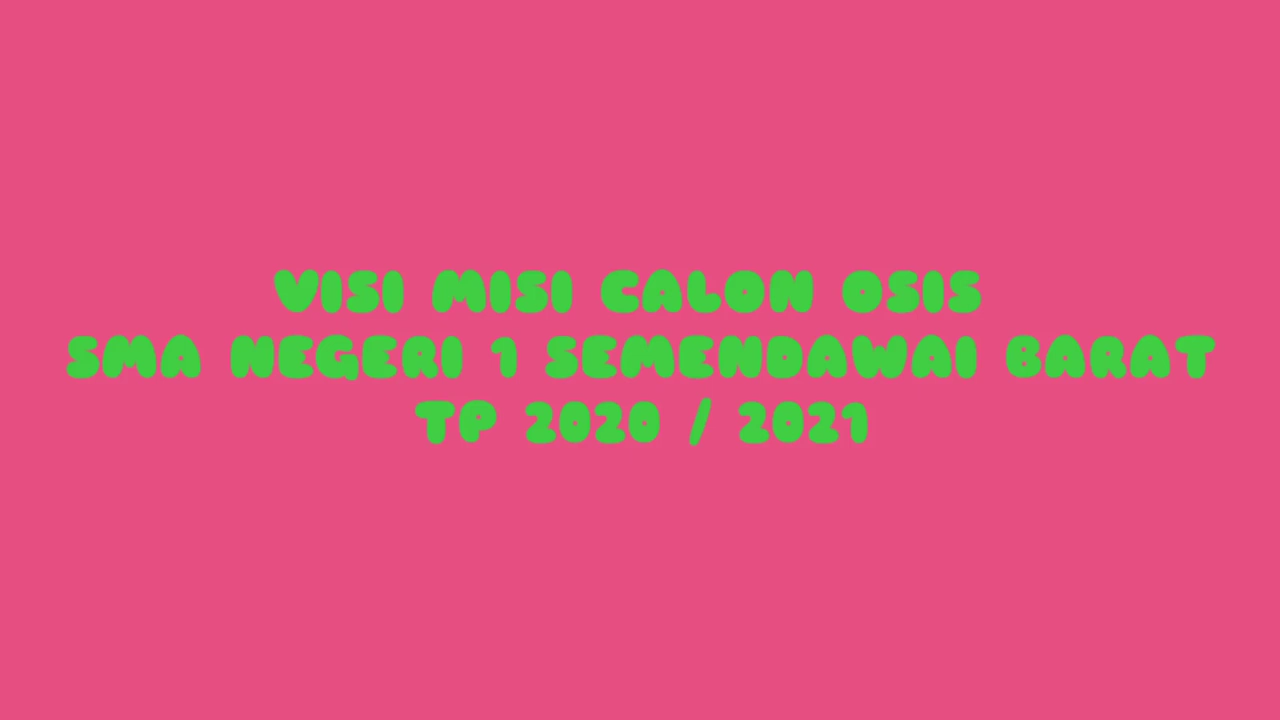 VISI MISI CALON OSIS
SMA NEGERI 1 SEMENDAWAI BARAT
TP 2020 / 2021